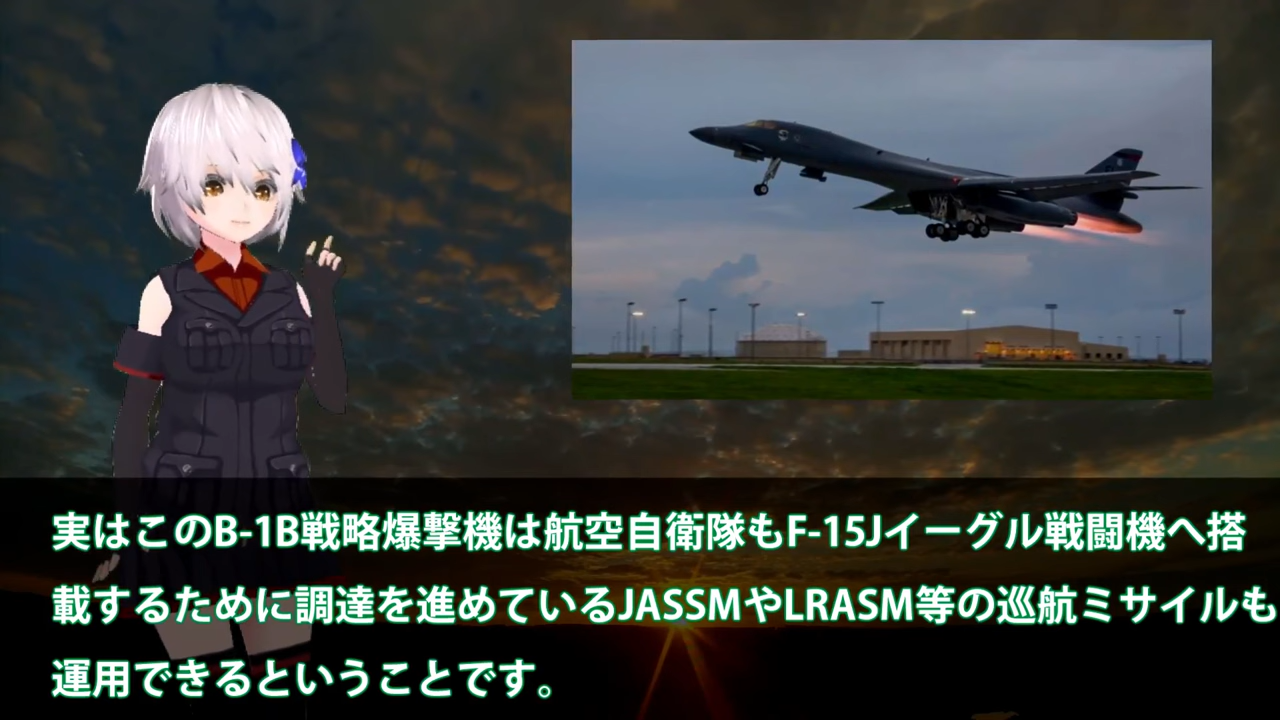 実はこのB-1B戦略爆撃機は航空自衛隊もF-15Jイーグル戦闘機へ搭
載するために調達を進めているJASSMやLRASM等の巡航ミサイルも
運用できるということです。